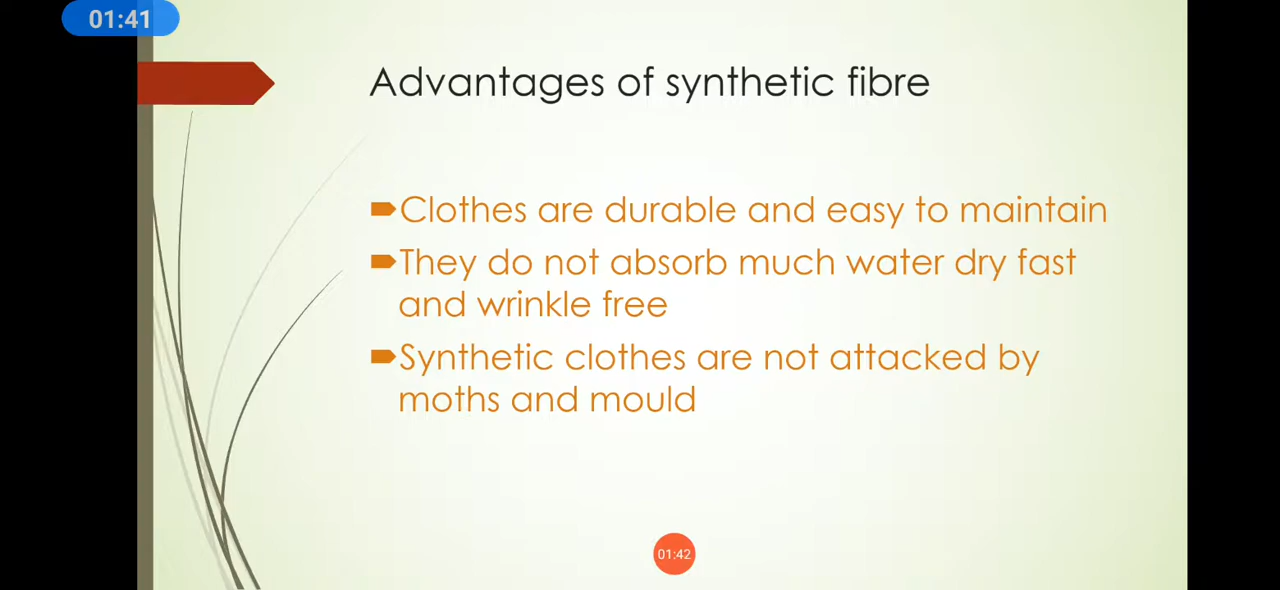 01:41
Advantages of synthetic fibre
Clothes are durable and easy to maintain
They do not absorb much water dry fast
and wrinkle free
Synthetic clothes are not attacked by
moths and mould
01:42